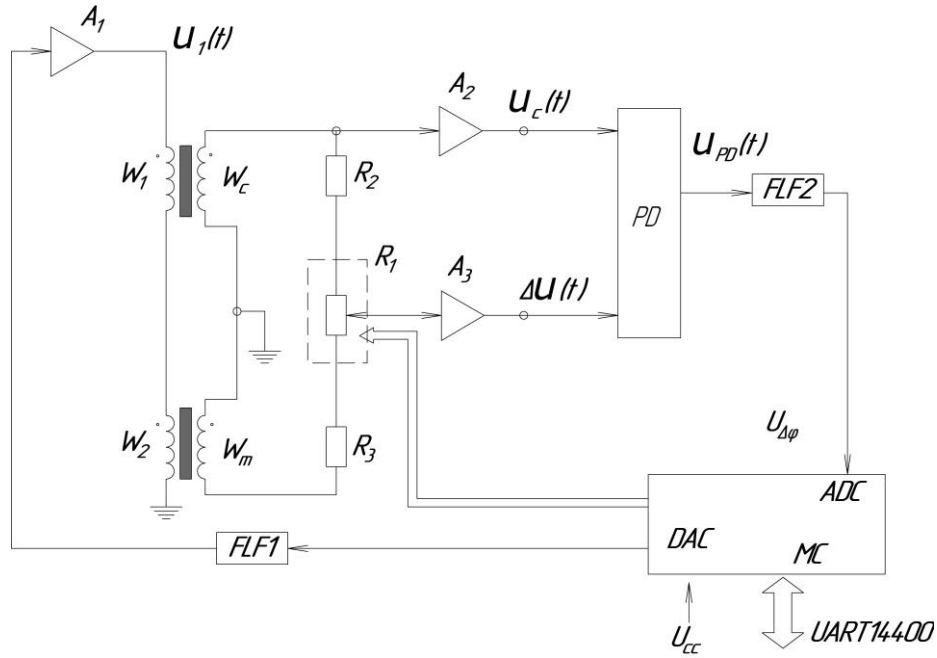 A1
u1(t)
A2
uc(t)
W1
Wc
R2
uPD(t)
FLF2
PD
R1
A3
Δu(t)
W2
Wm
R3
UΔφ
ADC
FLF1
DAC
MC
Ucc
UART14400